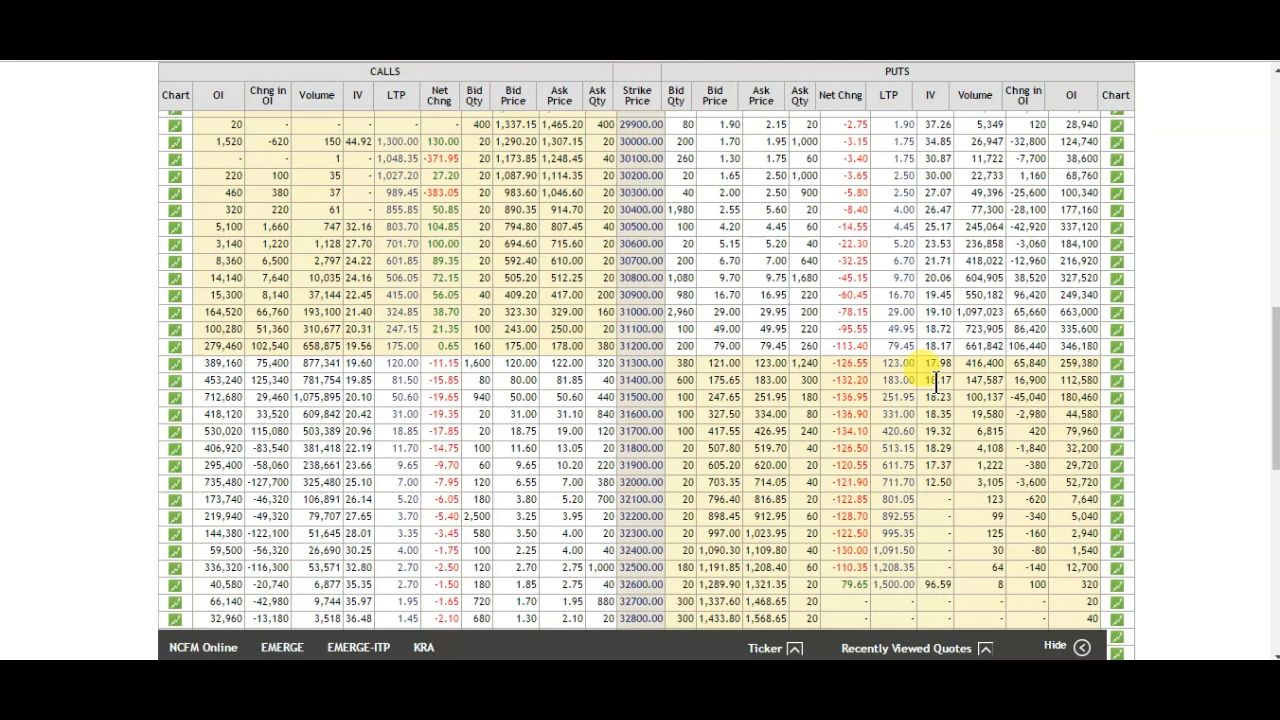 CALLS PUTS
Chart OI Chng in OI Volume IV LTP Net Chng Bid Qty Bid Price Ask Price Ask Qty Strike Price Bid Qty Bid Price Ask Price Ask Qty Net Chng LTP IV Volume Chng in OI OI Chart
20 - - - - - 400 1,337.15 1,465.20 400 29900.00 80 1.90 2.15 20 -2.75 1.90 37.26 5,349 120 28,940
1,520 -620 150 44.92 1,300.00 130.00 20 1,290.20 1,307.15 20 30000.00 200 1.70 1.95 1,000 -3.15 1.75 34.85 26,947 -32,800 124,740
- - 1 - 1,048.35 -371.95 20 1,173.85 1,248.45 40 30100.00 260 1.30 1.75 60 -3.40 1.75 30.87 11,722 -7,700 38,600
220 100 35 - 1,027.20 27.20 20 1,087.90 1,114.35 20 30200.00 20 1.65 2.50 1,000 -3.65 2.50 30.00 22,733 -1,160 68,760
460 380 37 - 989.45 -383.05 20 983.60 1,046.60 40 30300.00 40 2.00 2.50 900 -5.80 2.50 27.07 49,396 -25,600 100,340
320 220 61 - 855.85 50.85 20 890.35 914.70 20 30400.00 1,980 2.55 5.60 20 -8.40 4.00 26.47 77,300 -28,100 177,160
5,100 1,660 747 32.16 803.70 104.85 20 794.80 807.45 40 30500.00 100 4.20 4.45 60 -14.55 4.45 25.17 245,064 -42,920 337,120
3,140 1,220 1,128 27.70 701.70 100.00 20 694.60 715.60 20 30600.00 20 5.15 5.20 40 -22.30 5.20 23.53 236,858 -3,060 184,100
8,360 6,500 2,797 24.22 601.85 89.35 20 592.40 610.00 20 30700.00 20 6.70 7.00 640 -32.25 6.70 21.71 418,022 -12,960 216,920
14,140 7,640 10,035 24.16 506.05 72.15 20 505.20 512.25 20 30800.00 1,080 9.70 9.75 1,680 -45.15 9.70 20.06 604,905 38,520 327,520
15,300 8,140 37,144 22.45 415.00 56.05 40 409.20 417.00 200 30900.00 980 16.70 16.95 220 -60.45 16.70 19.45 550,182 96,420 249,340
164,520 66,760 193,100 21.40 324.85 38.70 20 323.30 329.00 160 31000.00 2,960 29.00 29.95 200 -78.15 29.00 19.10 1,097,023 65,660 663,000
100,280 51,360 310,677 20.31 247.15 21.35 100 243.00 250.00 20 31100.00 100 49.00 49.95 220 -95.55 49.95 18.72 723,905 86,420 335,600
279,460 102,540 658,875 19.56 175.00 0.65 160 175.00 178.00 380 31200.00 200 79.00 79.45 260 -113.40 79.45 18.17 661,842 106,440 346,180
389,160 75,400 877,341 19.60 120.00 -11.15 1,600 120.00 122.00 320 31300.00 380 121.00 123.00 1,240 -126.55 123.00 17.98 416,400 65,840 259,380
453,240 125,340 781,754 19.85 81.50 -15.85 80 80.00 81.85 40 31400.00 600 175.65 183.00 300 -132.20 183.00 18.17 147,587 16,900 112,580
712,680 29,460 1,075,895 20.10 50.60 -19.65 940 50.00 50.60 440 31500.00 100 247.65 251.95 180 -136.95 251.95 18.23 100,137 -45,040 180,460
418,120 33,520 609,842 20.42 31.00 -19.35 20 31.00 31.10 840 31600.00 100 327.50 334.00 80 -136.90 331.00 18.35 19,580 -2,980 44,580
530,020 115,080 503,389 20.96 18.85 -17.85 20 18.75 19.00 120 31700.00 100 417.55 426.95 240 -134.10 420.60 19.32 6,815 420 79,960
406,920 -83,540 381,418 22.19 11.70 -14.75 100 11.60 13.05 20 31800.00 20 507.80 519.70 40 -126.50 513.15 18.29 4,108 -1,840 32,200
295,400 -58,060 238,661 23.66 9.65 -9.70 60 9.65 10.20 220 31900.00 20 605.20 620.00 20 -120.55 611.75 17.37 1,222 -380 29,720
735,480 -127,700 325,480 25.10 7.00 -7.95 120 6.55 7.00 380 32000.00 20 703.35 714.05 40 -121.90 711.70 12.50 3,105 -3,600 52,720
173,740 -46,320 106,891 26.14 5.20 -6.05 180 3.80 5.20 700 32100.00 20 796.40 816.85 20 -122.85 801.05 - 123 -620 7,640
219,940 -49,320 79,707 27.65 3.70 -5.40 2,500 3.25 3.95 20 32200.00 20 898.45 912.95 60 -128.70 892.55 - 99 -340 5,040
144,380 -122,100 51,645 28.01 3.35 -3.45 580 3.50 4.00 20 32300.00 20 997.00 1,023.95 20 -122.50 995.35 - 125 -160 2,940
59,500 -56,320 26,690 30.25 4.00 -1.75 100 2.25 4.00 40 32400.00 20 1,090.30 1,109.80 40 -130.00 1,091.50 - 30 -80 1,540
336,320 -116,300 53,571 32.80 2.70 -2.50 120 2.70 2.75 1,000 32500.00 180 1,191.85 1,208.40 60 -110.35 1,208.35 - 64 -140 12,700
40,580 -20,740 6,877 35.35 2.70 -1.50 180 1.85 2.75 40 32600.00 20 1,289.90 1,321.35 20 79.65 1,500.00 96.59 8 100 320
66,140 -42,980 9,744 35.97 1.95 -1.65 720 1.70 1.95 880 32700.00 300 1,337.60 1,468.65 20 - - - - - 20
32,960 -13,180 3,518 36.48 1.45 -2.10 680 1.30 2.10 20 32800.00 300 1,433.80 1,568.65 20 - - - - - 40
NCFM Online EMERGE EMERGE-ITP KRA Ticker Recently Viewed Quotes Hide